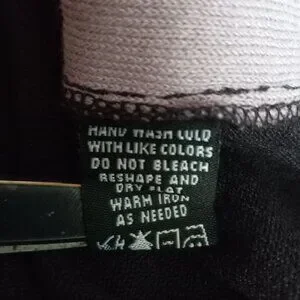 HAND WASH COLD
WITH LIKE COLORS
DO NOT BLEACH
RESHAPE AND
DRY FLAT
WARM IRON
AS NEEDED